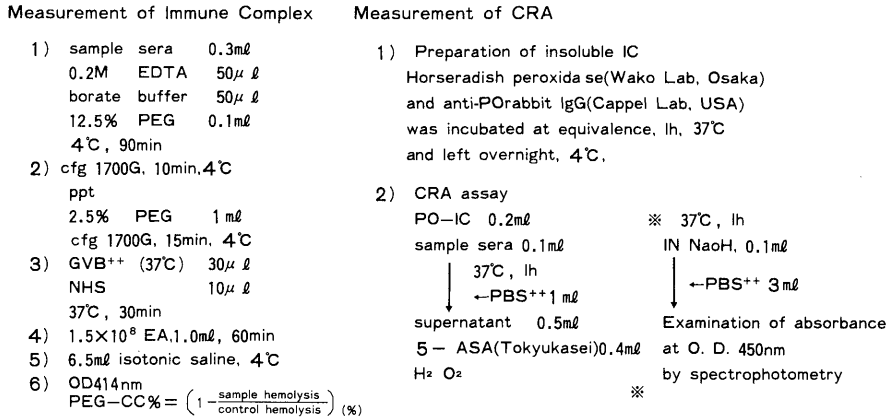 Measurement of Immune Complex
1) sample sera 0.3mℓ
0.2M EDTA 50μ ℓ
borate buffer 50μ ℓ
12.5% PEG 0.1mℓ
4℃, 90min
2) cfg 1700G, 10min,4℃
ppt
2.5% PEG 1mℓ
cfg 1700G, 15min, 4℃
3) GVB⁺⁺ (37℃) 30μ ℓ
NHS 10μ ℓ
37℃, 30min
4) 1.5×10⁸ EA,1.0mℓ, 60min
5) 6.5mℓ isotonic saline, 4℃
6) OD414nm
PEG-CC%= (1 - sample hemolysis / control hemolysis) (%)
Measurement of CRA
1) Preparation of insoluble IC
Horseradish peroxida se(Wako Lab, Osaka)
and anti-POrabbit IgG(Cappel Lab, USA)
was incubated at equivalence, lh, 37℃
and left overnight, 4℃,
2) CRA assay
PO-IC 0.2mℓ
sample sera 0.1mℓ
37℃, lh
←PBS⁺⁺1 mℓ
supernatant 0.5mℓ
5- ASA(Tokyukasei)0.4mℓ
H₂ O₂
※
※ 37℃, lh
IN NaoH, 0.1mℓ
←PBS⁺⁺ 3mℓ
Examination of absorbance
at O. D. 450nm
by spectrophotometry